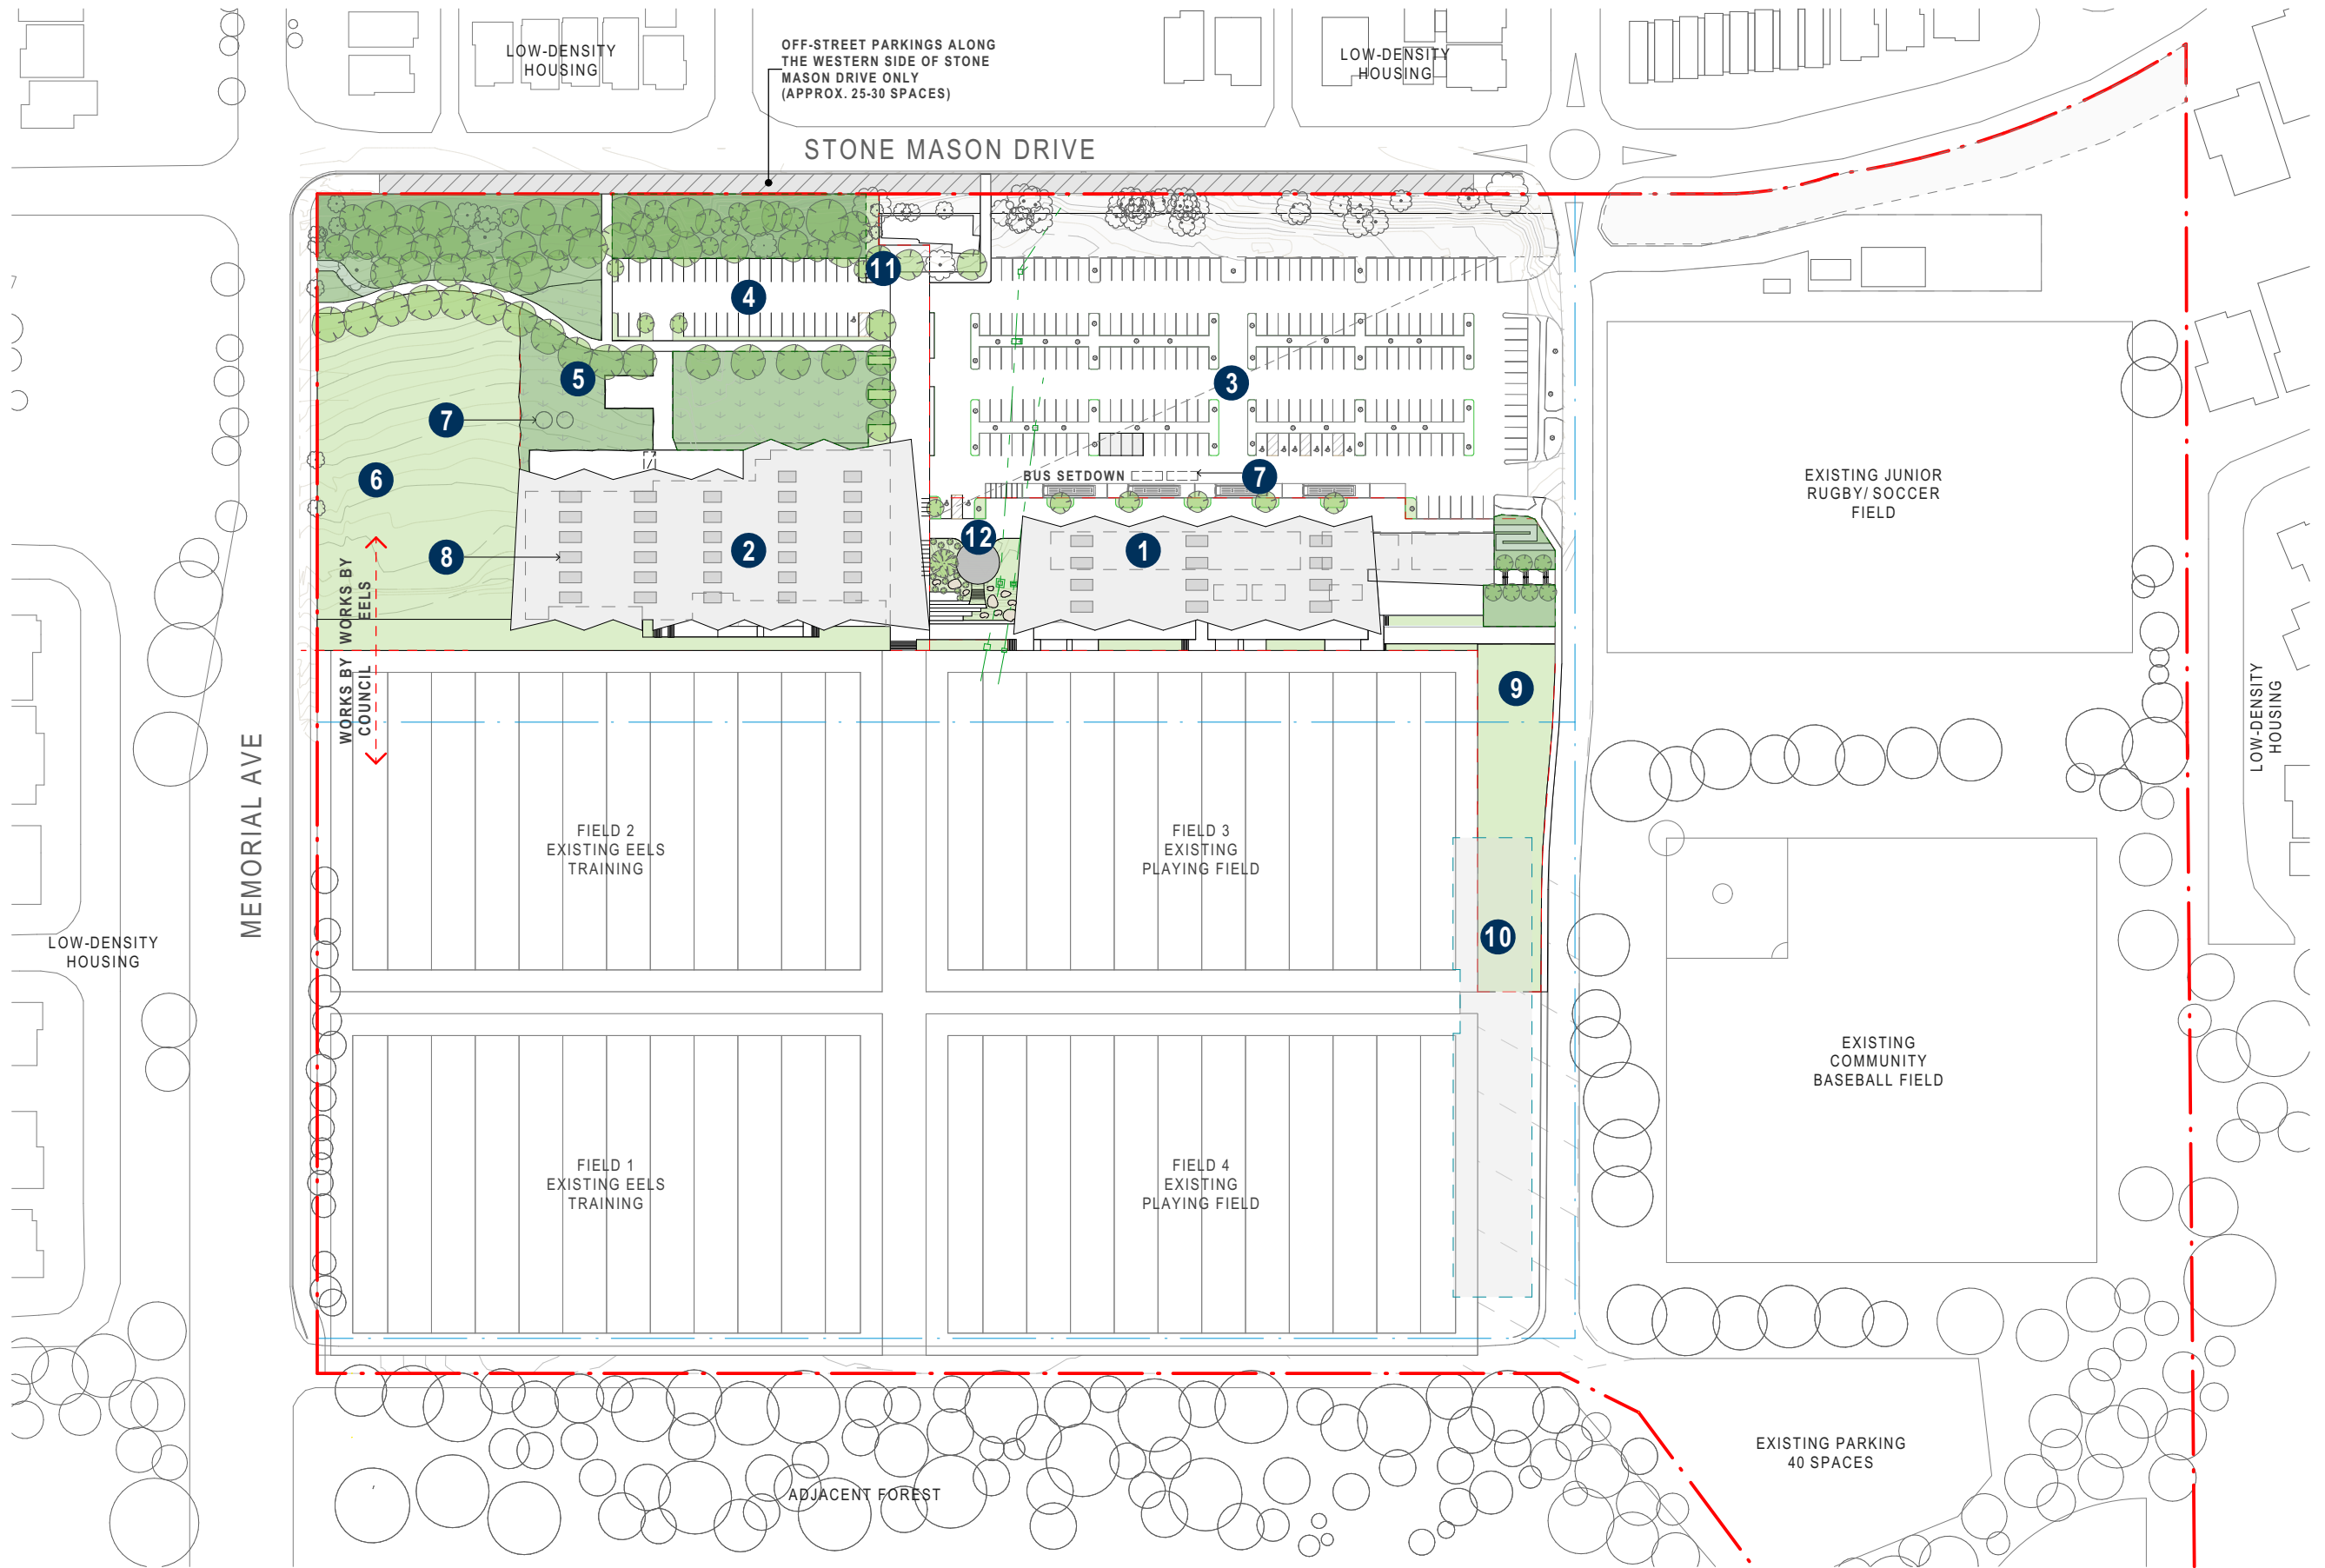 OFF-STREET PARKINGS ALONG
THE WESTERN SIDE OF STONE
MASON DRIVE ONLY
(APPROX. 25-30 SPACES)
LOW-DENSITY
HOUSING
LOW-DENSITY
HOUSING
STONE MASON DRIVE
11
4
5
3
7
6
BUS SETDOWN
7
EXISTING JUNIOR
RUGBY/ SOCCER
FIELD
12
8
2
1
WORKS BY
EELS
WORKS BY
COUNCIL
9
LOW-DENSITY
HOUSING
MEMORIAL AVE
FIELD 2
EXISTING EELS
TRAINING
FIELD 3
EXISTING
PLAYING FIELD
10
LOW-DENSITY
HOUSING
EXISTING
COMMUNITY
BASEBALL FIELD
FIELD 1
EXISTING EELS
TRAINING
FIELD 4
EXISTING
PLAYING FIELD
EXISTING PARKING
40 SPACES
ADJACENT FOREST